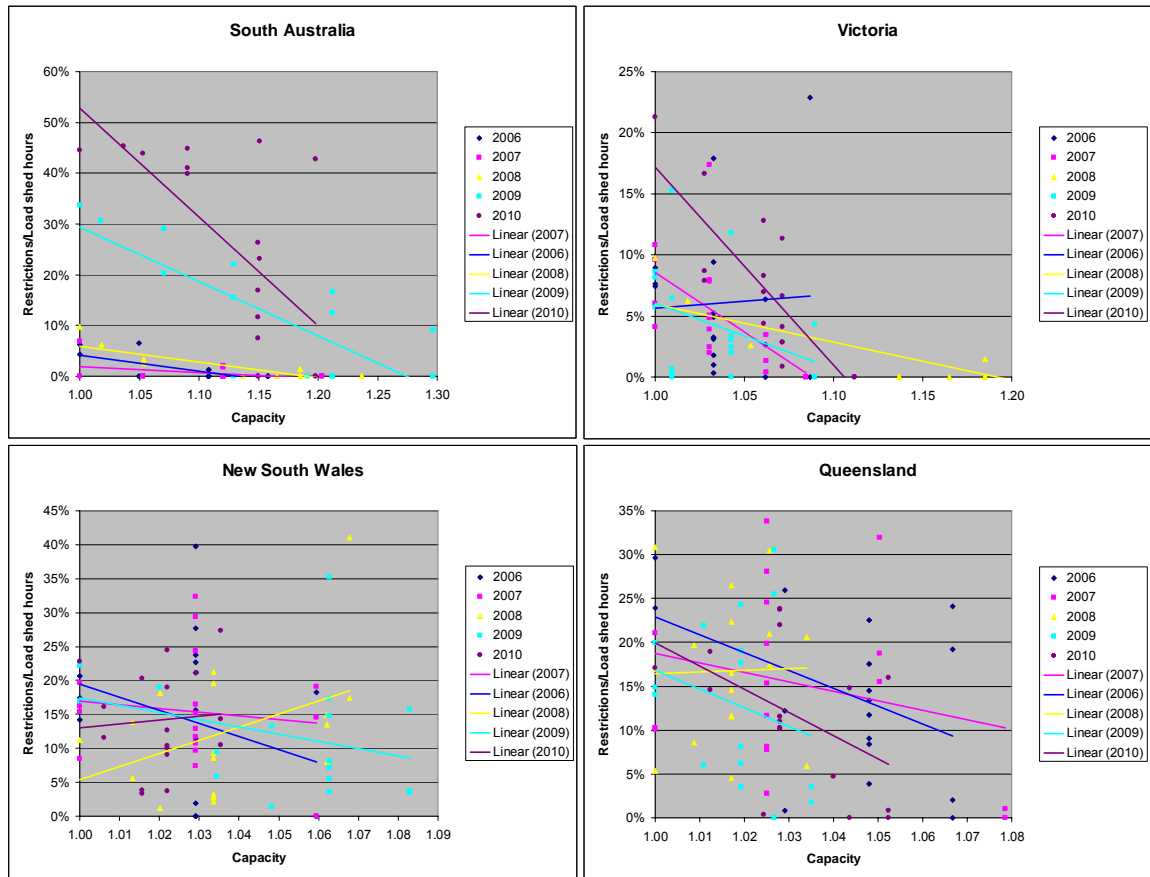 South Australia
Restrictions/Load shed hours
60%
50%
40%
30%
20%
10%
0%
1.00 1.05 1.10 1.15 1.20 1.25 1.30
Capacity
2006
2007
2008
2009
2010
Linear (2007)
Linear (2006)
Linear (2008)
Linear (2009)
Linear (2010)
Victoria
Restrictions/Load shed hours
25%
20%
15%
10%
5%
0%
1.00 1.05 1.10 1.15 1.20
Capacity
2006
2007
2008
2009
2010
Linear (2007)
Linear (2006)
Linear (2008)
Linear (2009)
Linear (2010)
New South Wales
Restrictions/Load shed hours
45%
40%
35%
30%
25%
20%
15%
10%
5%
0%
1.00 1.01 1.02 1.03 1.04 1.05 1.06 1.07 1.08 1.09
Capacity
2006
2007
2008
2009
2010
Linear (2007)
Linear (2006)
Linear (2008)
Linear (2009)
Linear (2010)
Queensland
Restrictions/Load shed hours
35%
30%
25%
20%
15%
10%
5%
0%
1.00 1.01 1.02 1.03 1.04 1.05 1.06 1.07 1.08
Capacity
2006
2007
2008
2009
2010
Linear (2007)
Linear (2006)
Linear (2008)
Linear (2009)
Linear (2010)